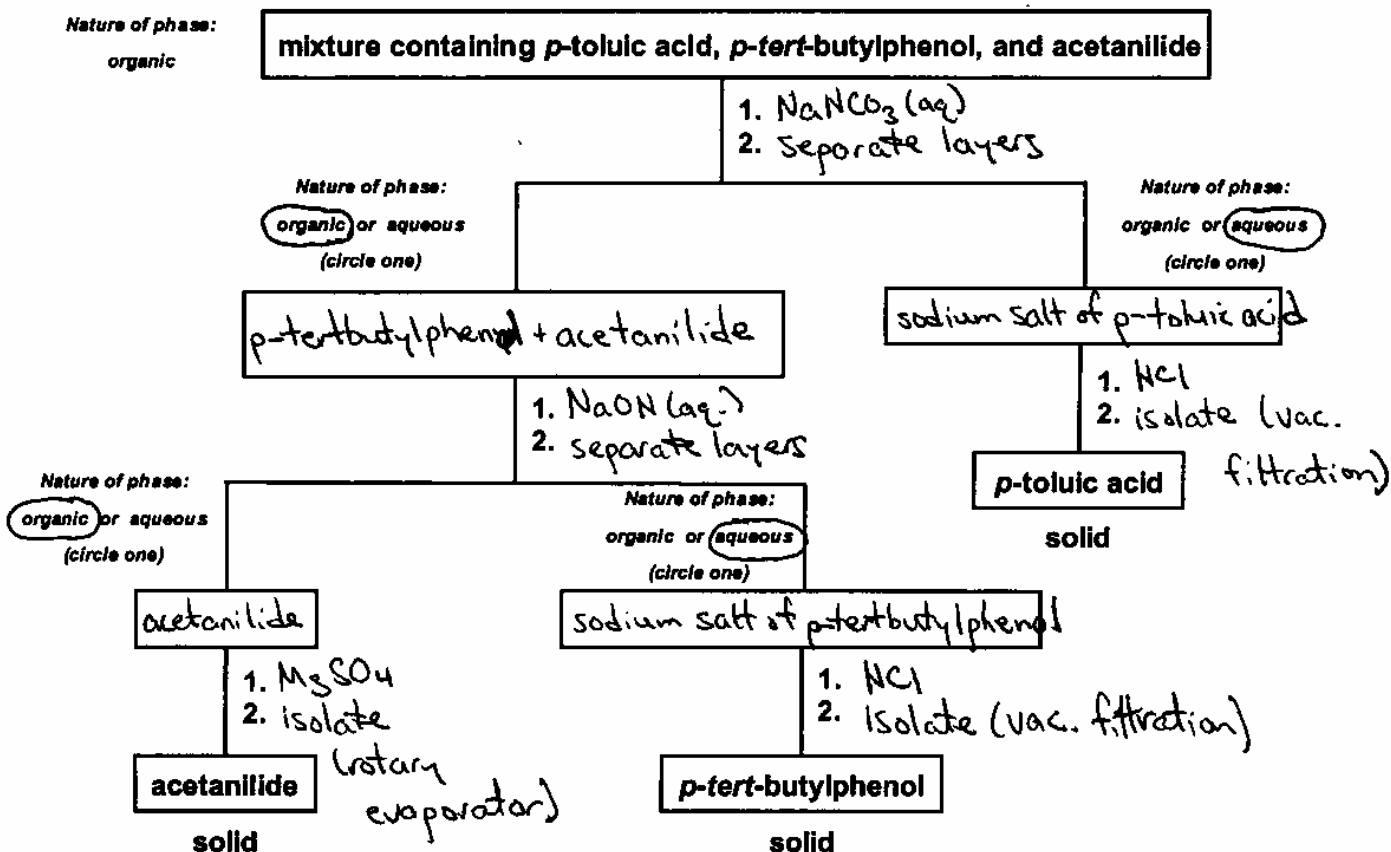 Nature of phase:
organic
mixture containing p-toluic acid, p-tert-butylphenol, and acetanilide
1. NaHCO3 (aq)
2. separate layers
Nature of phase:
organic or aqueous
(circle one)
Nature of phase:
organic or aqueous
(circle one)
p-tertbutylphenol + acetanilide
sodium salt of p-toluic acid
1. NaOH (aq.)
2. separate layers
1. HCl
2. isolate (vac.
filtration)
p-toluic acid
solid
Nature of phase:
organic or aqueous
(circle one)
Nature of phase:
organic or aqueous
(circle one)
acetanilide
sodium salt of p-tertbutylphenol
1. MgSO4
2. isolate
(rotary
evaporator)
1. HCl
2. isolate (vac. filtration)
acetanilide
solid
p-tert-butylphenol
solid